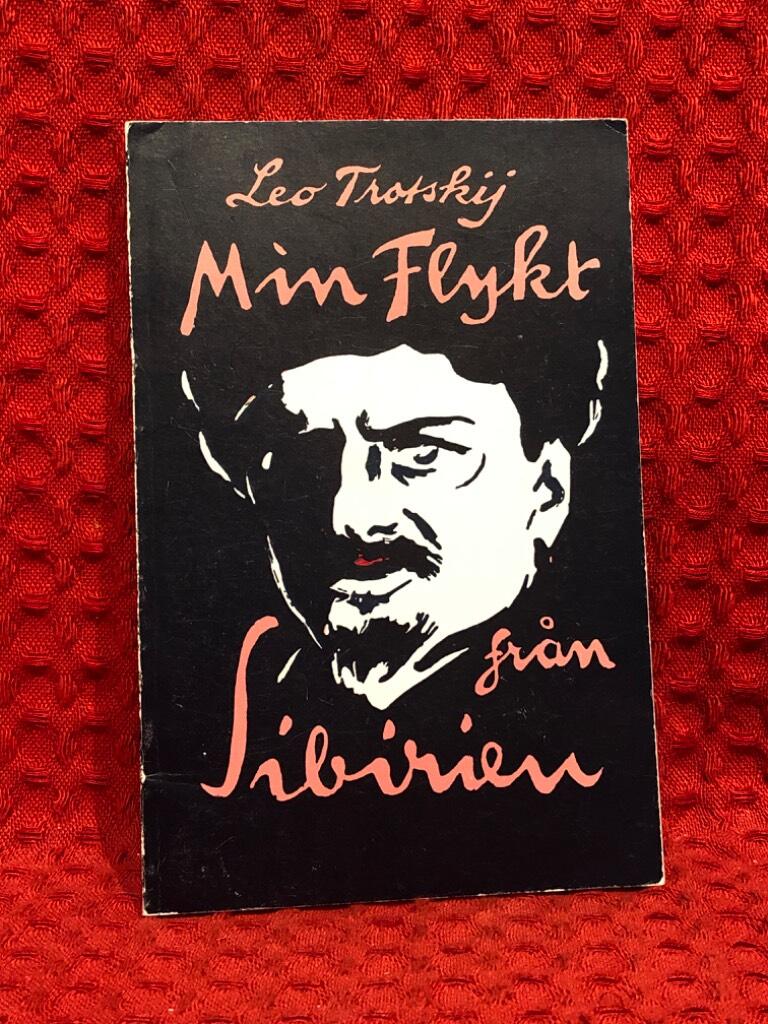 Leo Trotskij
Min Flykt
från
Sibirien